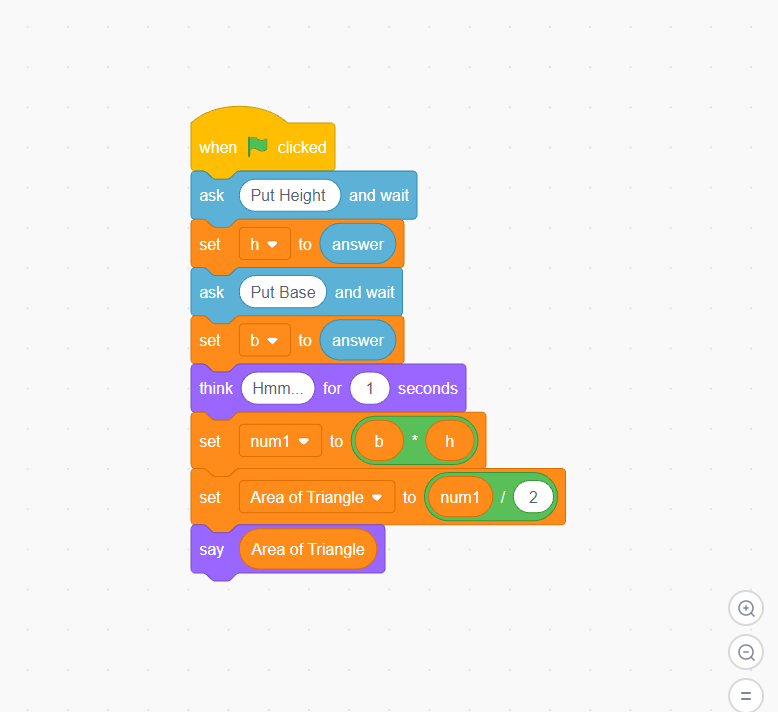 when clicked
ask Put Height and wait
set h to answer
ask Put Base and wait
set b to answer
think Hmm... for 1 seconds
set num1 to b * h
set Area of Triangle to num1 / 2
say Area of Triangle